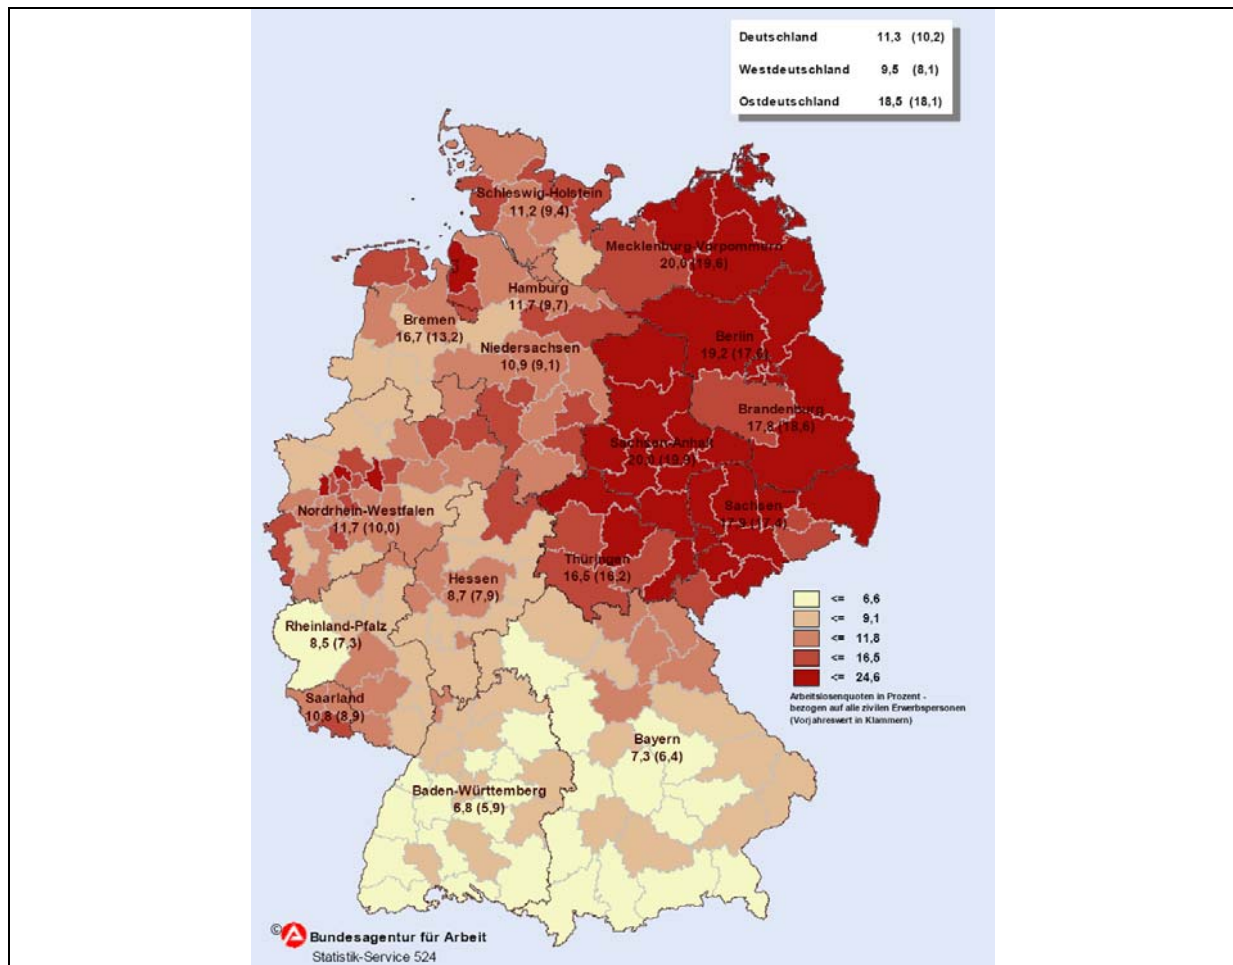 Deutschland 11,3 (10,2)
Westdeutschland 9,5 (8,1)
Ostdeutschland 18,5 (18,1)
Schleswig-Holstein
11,2 (9,4)
Mecklenburg-Vorpommern
20,0 (19,6)
Hamburg
11,7 (9,7)
Bremen
16,7 (13,2)
Berlin
19,2 (17,6)
Niedersachsen
10,9 (9,1)
Brandenburg
17,8 (18,6)
Sachsen-Anhalt
20,0 (19,9)
Nordrhein-Westfalen
11,7 (10,0)
Sachsen
17,9 (17,4)
Thüringen
16,5 (16,2)
Hessen
8,7 (7,9)
Rheinland-Pfalz
8,5 (7,3)
Saarland
10,8 (8,9)
Bayern
7,3 (6,4)
Baden-Württemberg
6,8 (5,9)
<= 6,6
<= 9,1
<= 11,8
<= 16,5
<= 24,6
Arbeitslosenquoten in Prozent -
bezogen auf alle zivilen Erwerbspersonen
(Vorjahreswert in Klammern)
© Bundesagentur für Arbeit
Statistik-Service 524